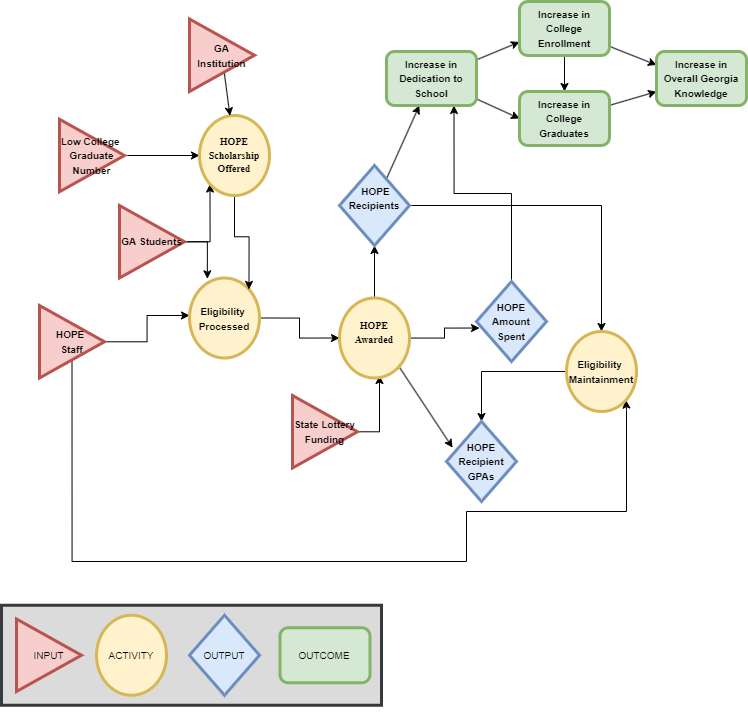 GA
Institution
Low College
Graduate
Number
HOPE
Scholarship
Offered
GA Students
HOPE
Staff
Eligibility
Processed
State Lottery
Funding
HOPE
Awarded
HOPE
Recipients
HOPE
Amount
Spent
HOPE
Recipient
GPAs
Eligibility
Maintainment
Increase in
Dedication to
School
Increase in
College
Enrollment
Increase in
College
Graduates
Increase in
Overall Georgia
Knowledge
INPUT
ACTIVITY
OUTPUT
OUTCOME